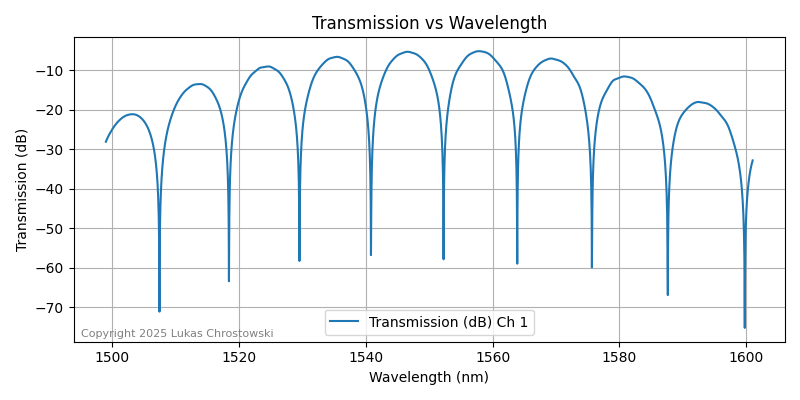 Transmission vs Wavelength
Transmission (dB)
−10
−20
−30
−40
−50
−60
−70
Transmission (dB) Ch 1
Copyright 2025 Lukas Chrostowski
1500 1520 1540 1560 1580 1600
Wavelength (nm)